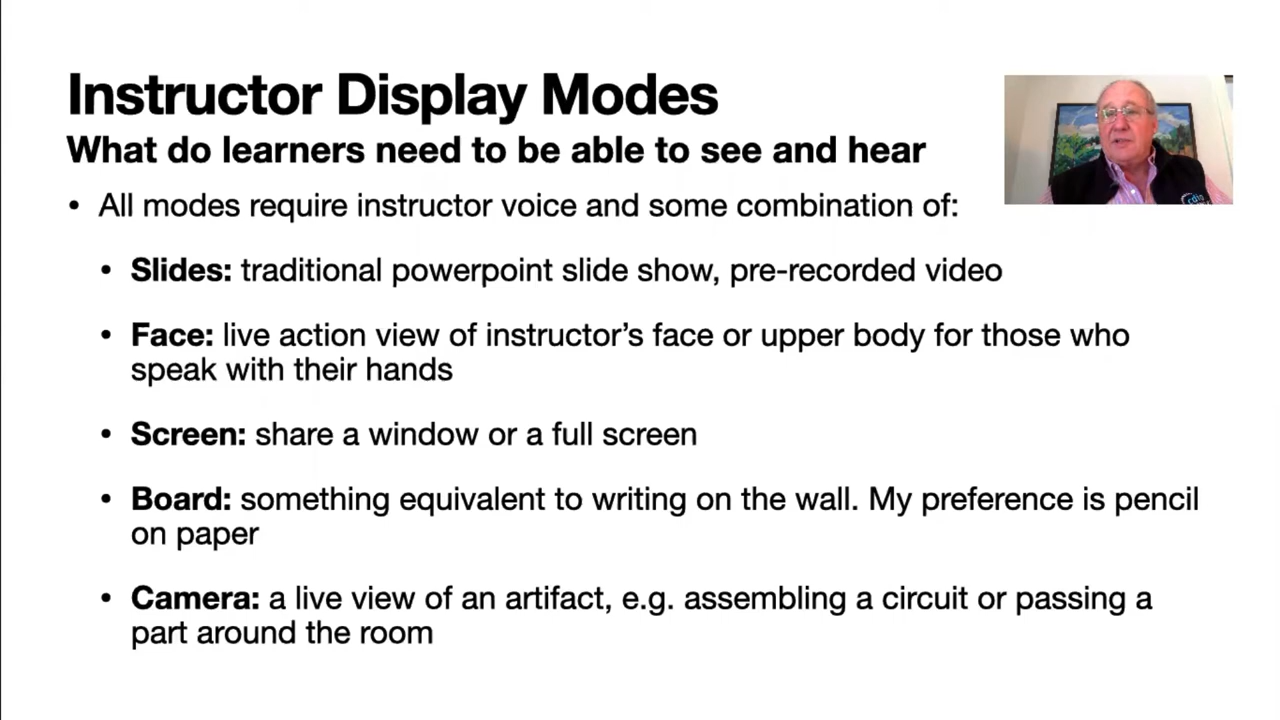 Instructor Display Modes
What do learners need to be able to see and hear
• All modes require instructor voice and some combination of:
• Slides: traditional powerpoint slide show, pre-recorded video
• Face: live action view of instructor’s face or upper body for those who
speak with their hands
• Screen: share a window or a full screen
• Board: something equivalent to writing on the wall. My preference is pencil
on paper
• Camera: a live view of an artifact, e.g. assembling a circuit or passing a
part around the room